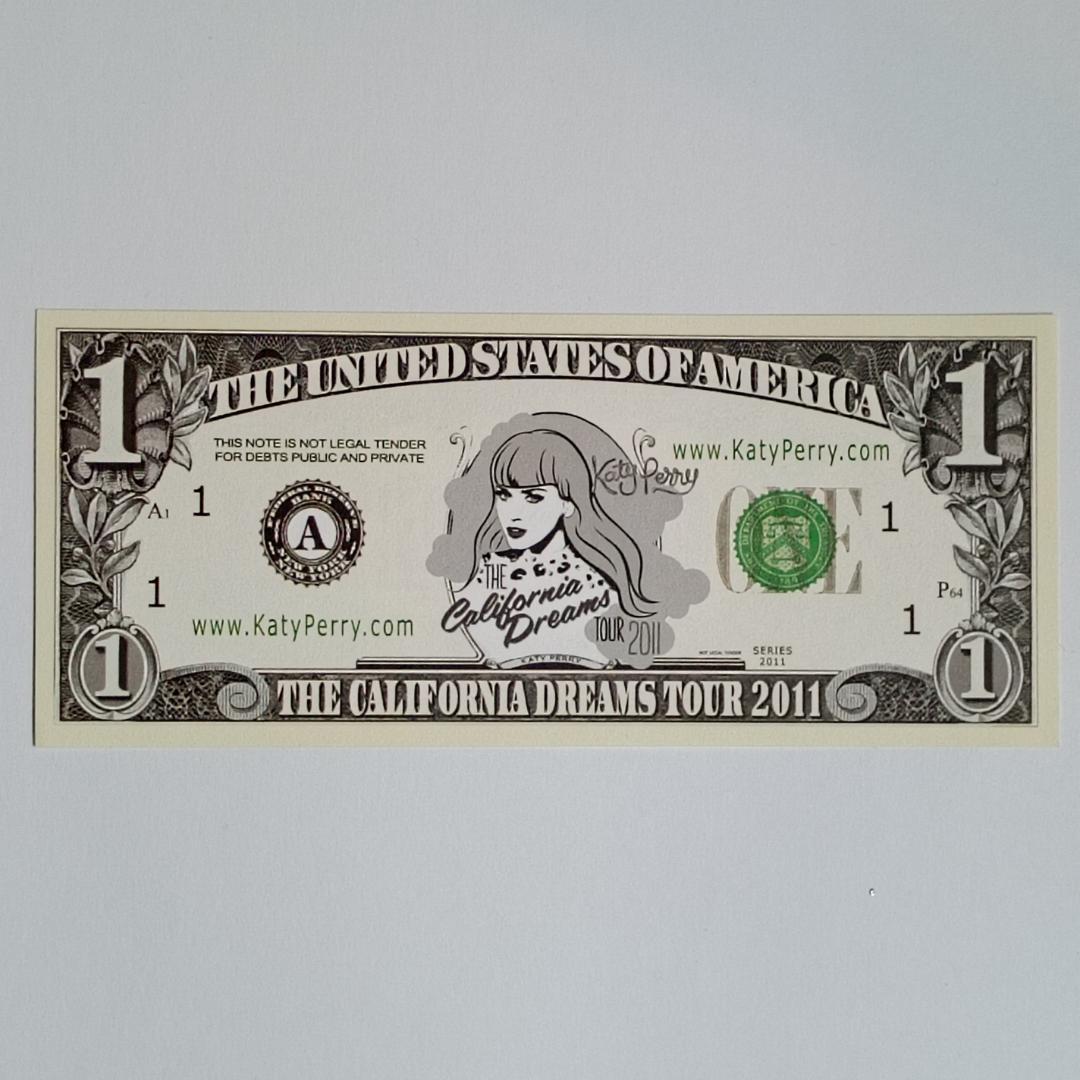 THE UNITED STATES OF AMERICA
1
1
THIS NOTE IS NOT LEGAL TENDER
FOR DEBTS PUBLIC AND PRIVATE
www.KatyPerry.com
Katy Perry
A1
1
A
ONE
1
1
P64
1
www.KatyPerry.com
THE
California
Dreams
TOUR 2011
KATY PERRY
NOT LEGAL TENDER
SERIES
2011
1
THE CALIFORNIA DREAMS TOUR 2011
1